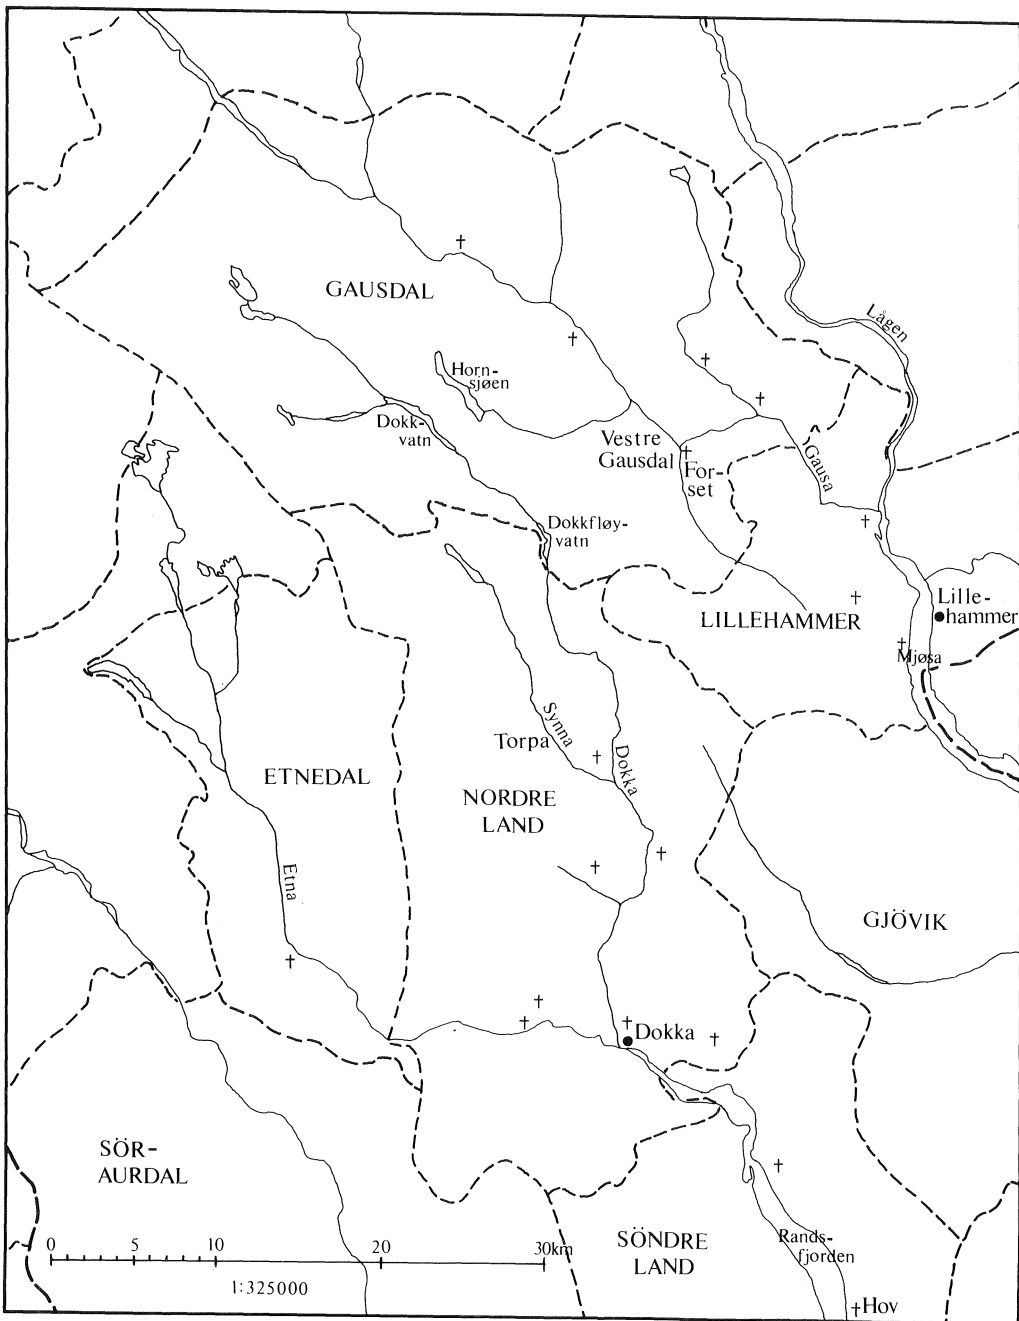 GAUSDAL
Lågen
Horn-
sjøen
Dokk-
vatn
Vestre
Gausdal
For-
set
Gausa
Dokkfløy-
vatn
Lille-
hammer
LILLEHAMMER
Mjøsa
Synna
Torpa
Dokka
ETNEDAL
NORDRE
LAND
Etna
GJÖVIK
Dokka
SÖR-
AURDAL
SÖNDRE
LAND
Rands-
fjorden
0 5 10 20 30km
1:325000
Hov